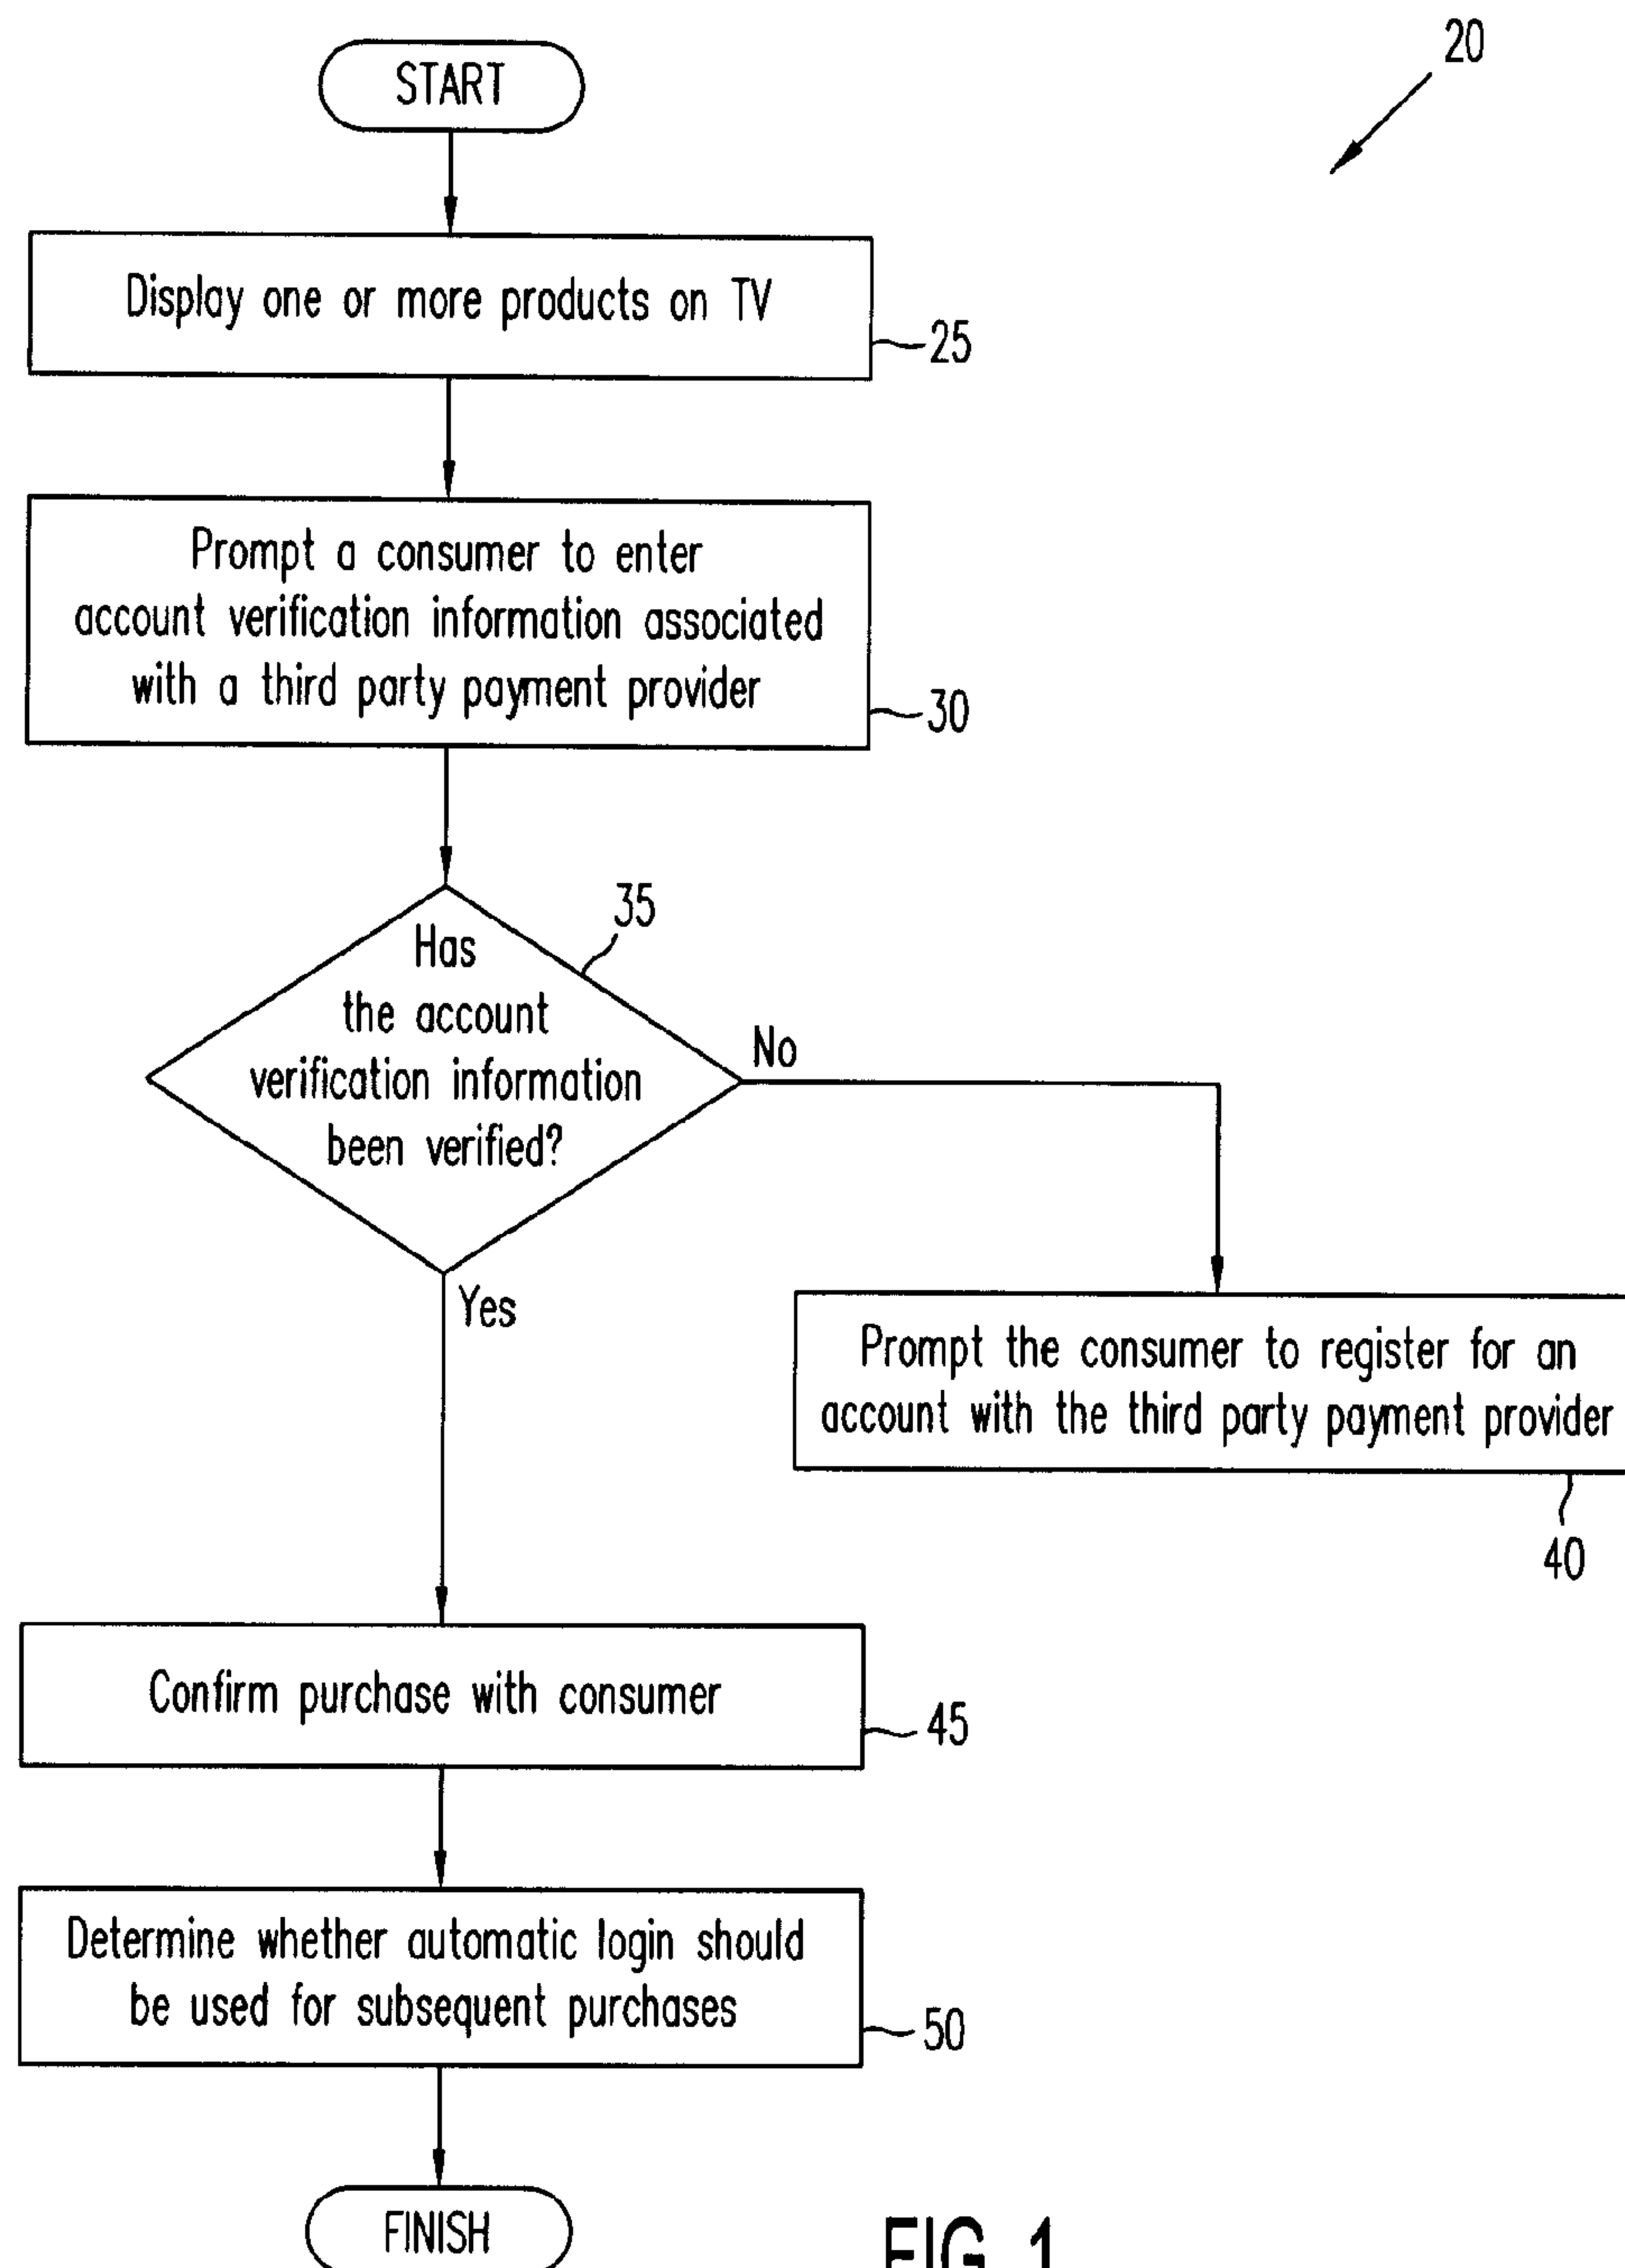 20
START
Display one or more products on TV
25
Prompt a consumer to enter
account verification information associated
with a third party payment provider
30
35
Has
the account
verification information
been verified?
No
Yes
Prompt the consumer to register for an
account with the third party payment provider
40
Confirm purchase with consumer
45
Determine whether automatic login should
be used for subsequent purchases
50
FINISH
FIG. 1